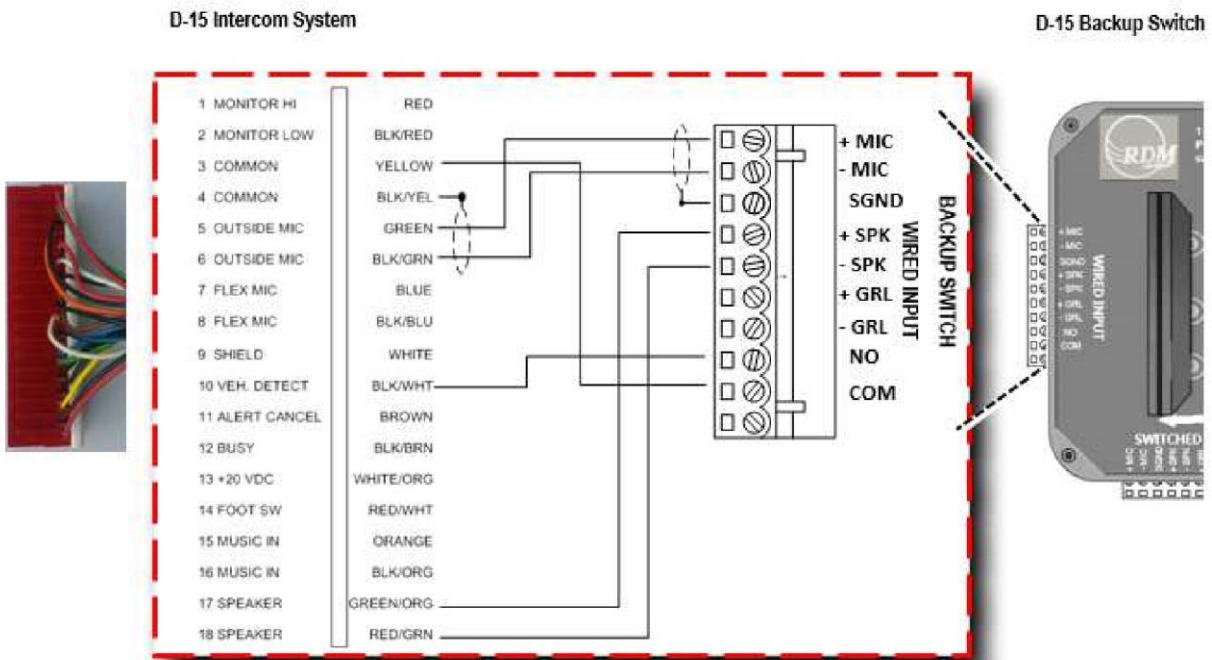 D-15 Intercom System
D-15 Backup Switch
1 MONITOR HI RED
2 MONITOR LOW BLK/RED
3 COMMON YELLOW
4 COMMON BLK/YEL
5 OUTSIDE MIC GREEN
6 OUTSIDE MIC BLK/GRN
7 FLEX MIC BLUE
8 FLEX MIC BLK/BLU
9 SHIELD WHITE
10 VEH. DETECT BLK/WHT
11 ALERT CANCEL BROWN
12 BUSY BLK/BRN
13 +20 VDC WHITE/ORG
14 FOOT SW RED/WHT
15 MUSIC IN ORANGE
16 MUSIC IN BLK/ORG
17 SPEAKER GREEN/ORG
18 SPEAKER RED/GRN
+ MIC
- MIC
SGND
+ SPK
- SPK
+ GRL
- GRL
NO
COM
WIRED INPUT
BACKUP SWITCH
RDM
+ MIC
- MIC
SGND
+ SPK
- SPK
+ GRL
- GRL
NO
COM
WIRED INPUT
SWITCHED
+ MIC
- MIC
SGND
+ SPK
- SPK